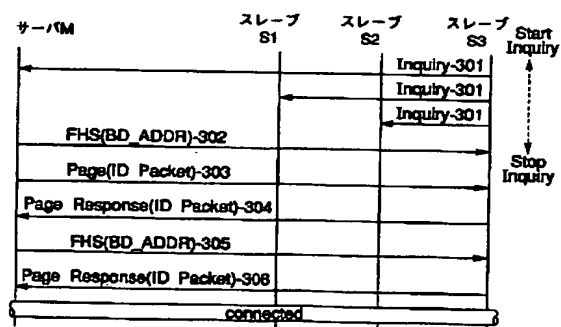 サーバM
スレーブ
S1
スレーブ
S2
スレーブ
S3
Start
Inquiry
Inquiry-301
Inquiry-301
Inquiry-301
FHS(BD_ADDR)-302
Stop
Inquiry
Page(ID Packet)-303
Page Response(ID Packet)-304
FHS(BD_ADDR)-305
Page Response(ID Packet)-306
connected